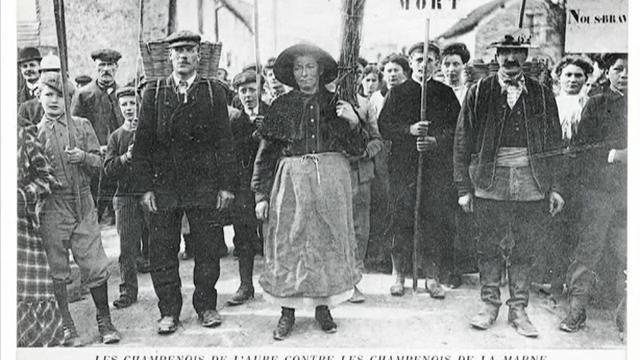 MORT
NOUS-BRAV
LES CHAMPENOIS DE L'AUBE CONTRE LES CHAMPENOIS DE LA MARNE